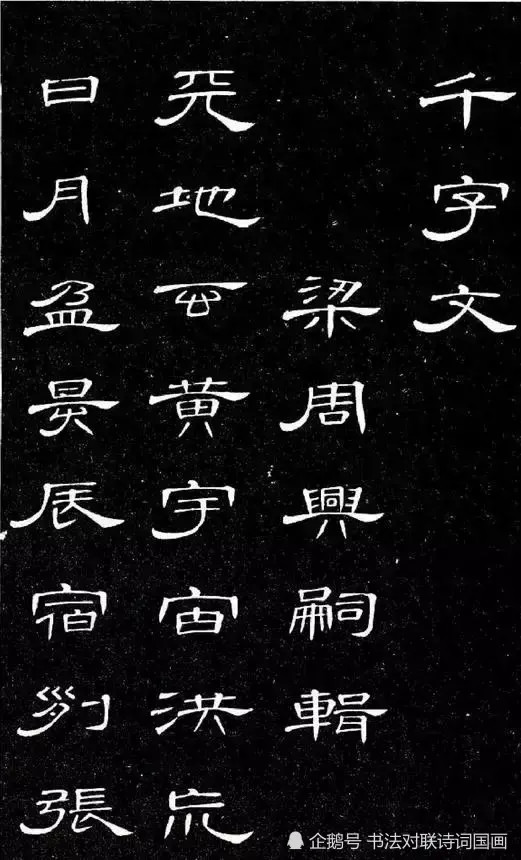 千字文
梁周興嗣輯
天地玄黄宇宙洪荒
日月盈昃辰宿列張
企鹅号 书法对联诗词国画